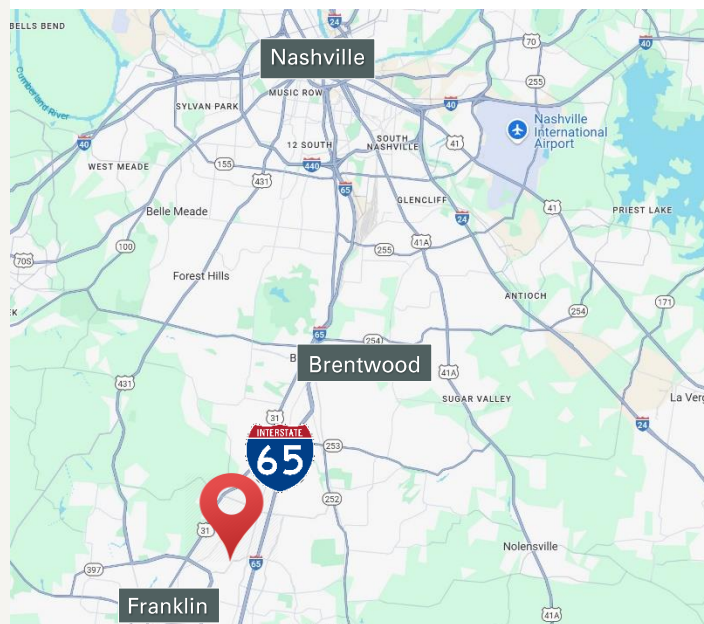 BELLS BEND
24
70
40
Nashville
Cumberland River
MUSIC ROW
255
SYLVAN PARK
40
Nashville
International
Airport
12 SOUTH
SOUTH
NASHVILLE
41
40
WEST MEADE
155
440
431
65
GLENCLIFF
41
PRIEST LAKE
Belle Meade
24
100
255
41A
70S
Forest Hills
ANTIOCH
171
254
65
254
Brentwood
41A
431
SUGAR VALLEY
La Verg
31
24
INTERSTATE
65
253
252
31
Nolensville
65
397
Franklin
41A